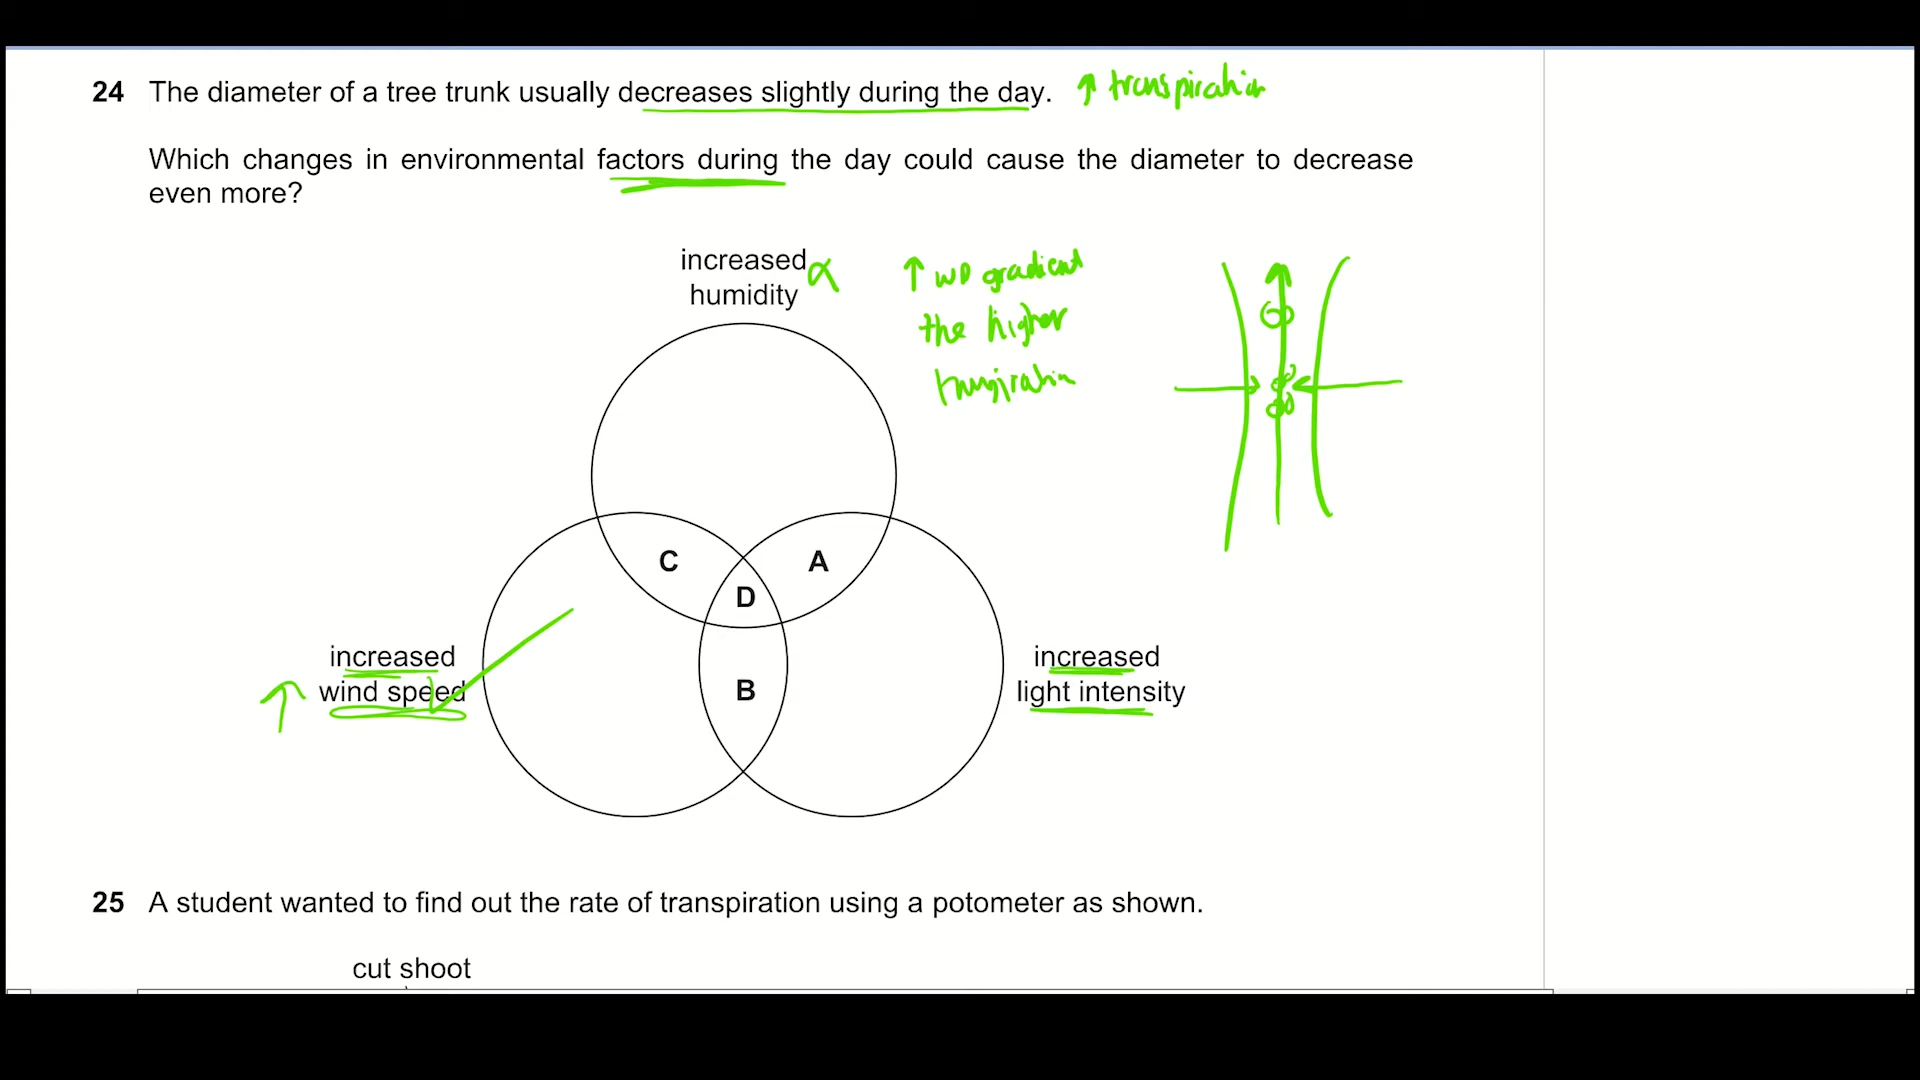 24 The diameter of a tree trunk usually decreases slightly during the day. ↑ transpiration
Which changes in environmental factors during the day could cause the diameter to decrease
even more?
increased
humidity
↑ WP gradient
the higher
transpiration
C
A
D
increased
wind speed
↑
increased
light intensity
B
25 A student wanted to find out the rate of transpiration using a potometer as shown.
cut shoot